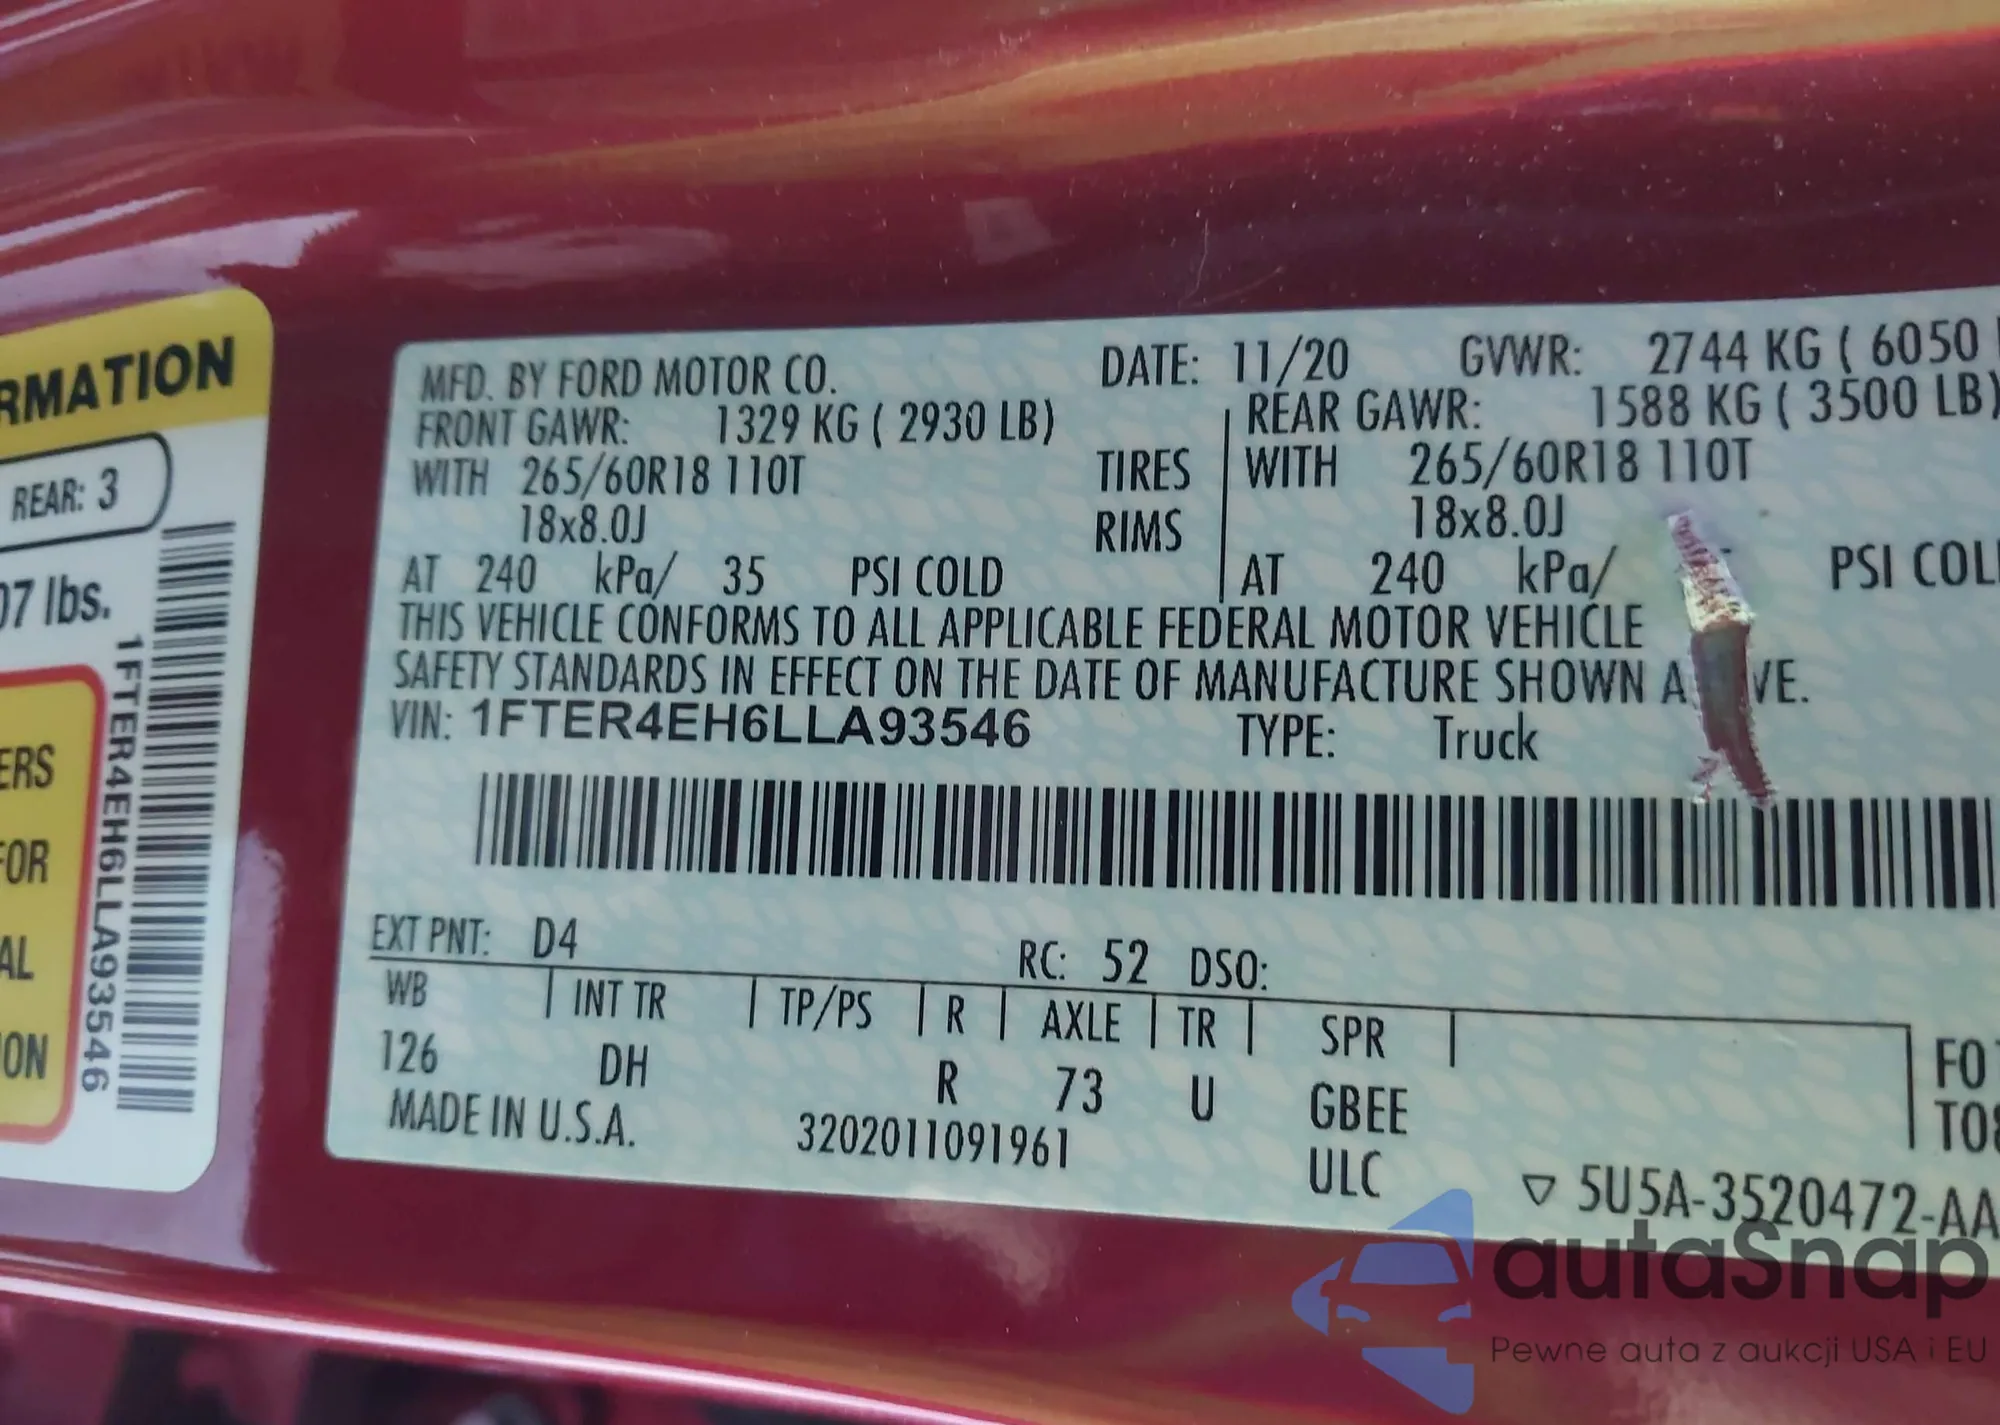 RMATION
REAR: 3
07 lbs.
1FTER4EH6LLA93546
ERS
FOR
AL
ION
MFD. BY FORD MOTOR CO.
DATE: 11/20 GVWR: 2744 KG ( 6050
FRONT GAWR: 1329 KG ( 2930 LB)
REAR GAWR: 1588 KG ( 3500 LB)
WITH 265/60R18 110T TIRES WITH 265/60R18 110T
18x8.0J RIMS 18x8.0J
AT 240 kPa/ 35 PSI COLD AT 240 kPa/ PSI COL
THIS VEHICLE CONFORMS TO ALL APPLICABLE FEDERAL MOTOR VEHICLE
SAFETY STANDARDS IN EFFECT ON THE DATE OF MANUFACTURE SHOWN A VE.
VIN: 1FTER4EH6LLA93546 TYPE: Truck
EXT PNT: D4 RC: 52 DSO:
WB INT TR TP/PS R AXLE TR SPR
126 DH R 73 U GBEE
FO
TO
MADE IN U.S.A. 3202011091961 ULC
▽ 5U5A-3520472-AA
autaSnap
Pewne auta z aukcji USA i EU